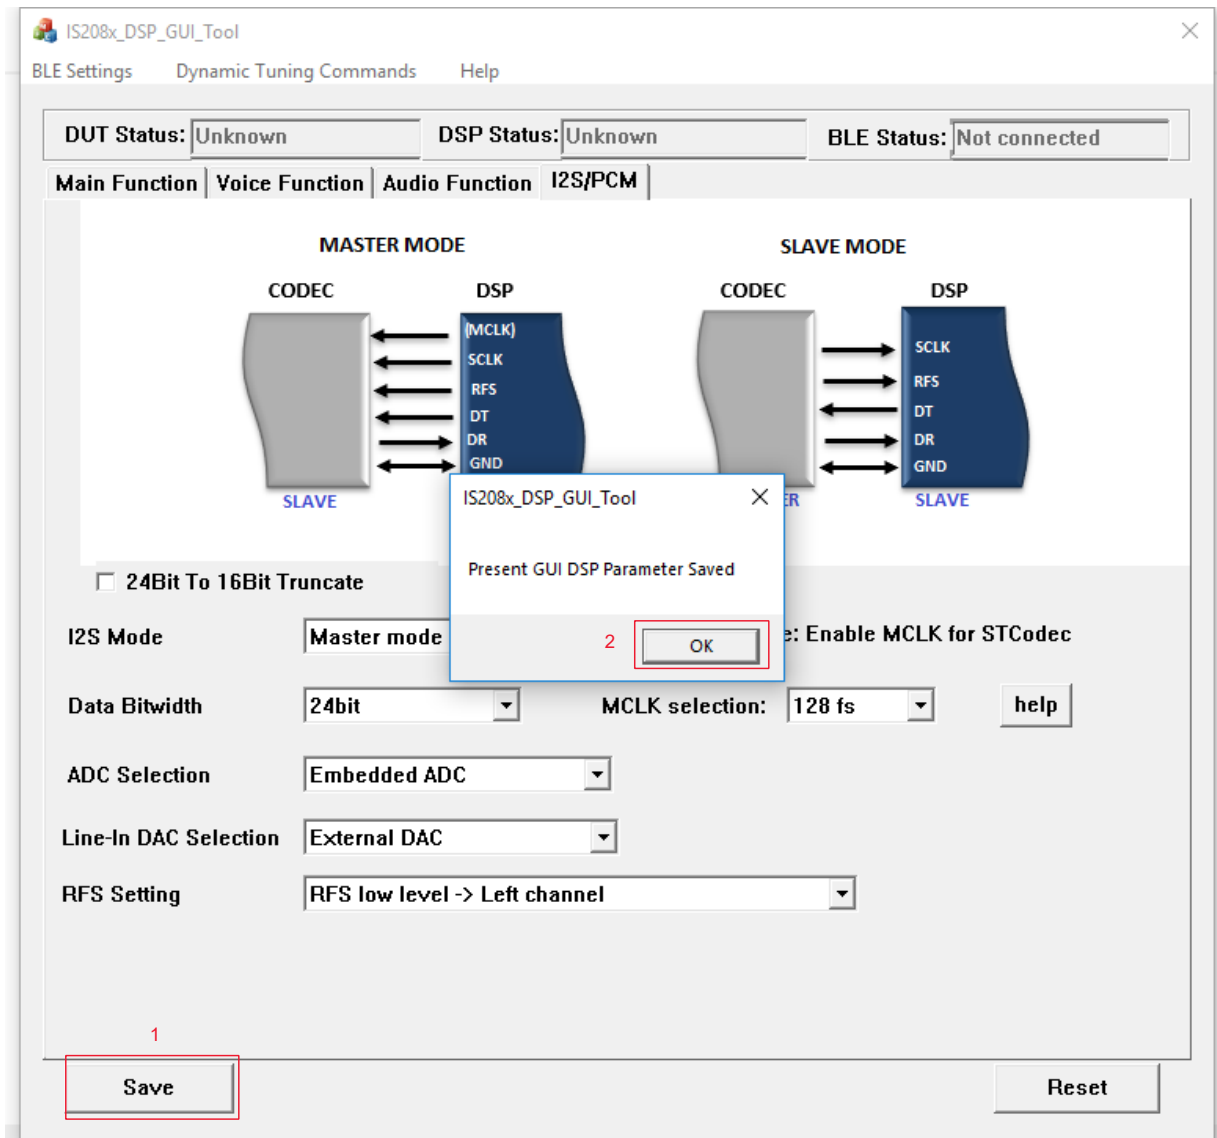 IS208x_DSP_GUI_Tool
BLE Settings Dynamic Tuning Commands Help
DUT Status: Unknown DSP Status: Unknown BLE Status: Not connected
Main Function Voice Function Audio Function I2S/PCM
MASTER MODE SLAVE MODE
CODEC DSP CODEC DSP
(MCLK)
SCLK SCLK
RFS RFS
DT DT
DR DR
GND GND
SLAVE ER SLAVE
IS208x_DSP_GUI_Tool
Present GUI DSP Parameter Saved
2 OK
24Bit To 16Bit Truncate
I2S Mode Master mode e: Enable MCLK for STCodec
Data Bitwidth 24bit MCLK selection: 128 fs help
ADC Selection Embedded ADC
Line-In DAC Selection External DAC
RFS Setting RFS low level -> Left channel
1
Save Reset